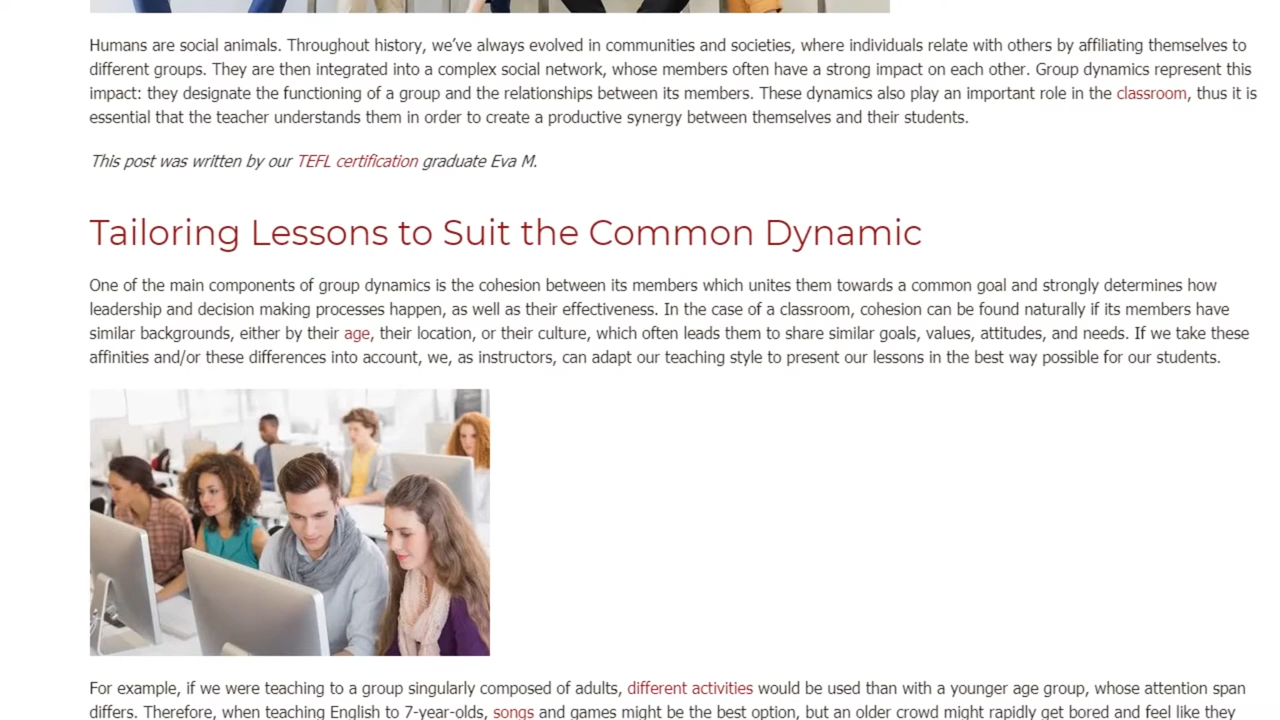 Humans are social animals. Throughout history, we've always evolved in communities and societies, where individuals relate with others by affiliating themselves to
different groups. They are then integrated into a complex social network, whose members often have a strong impact on each other. Group dynamics represent this
impact: they designate the functioning of a group and the relationships between its members. These dynamics also play an important role in the classroom, thus it is
essential that the teacher understands them in order to create a productive synergy between themselves and their students.
This post was written by our TEFL certification graduate Eva M.
Tailoring Lessons to Suit the Common Dynamic
One of the main components of group dynamics is the cohesion between its members which unites them towards a common goal and strongly determines how
leadership and decision making processes happen, as well as their effectiveness. In the case of a classroom, cohesion can be found naturally if its members have
similar backgrounds, either by their age, their location, or their culture, which often leads them to share similar goals, values, attitudes, and needs. If we take these
affinities and/or these differences into account, we, as instructors, can adapt our teaching style to present our lessons in the best way possible for our students.
For example, if we were teaching to a group singularly composed of adults, different activities would be used than with a younger age group, whose attention span
differs. Therefore, when teaching English to 7-year-olds, songs and games might be the best option, but an older crowd might rapidly get bored and feel like they